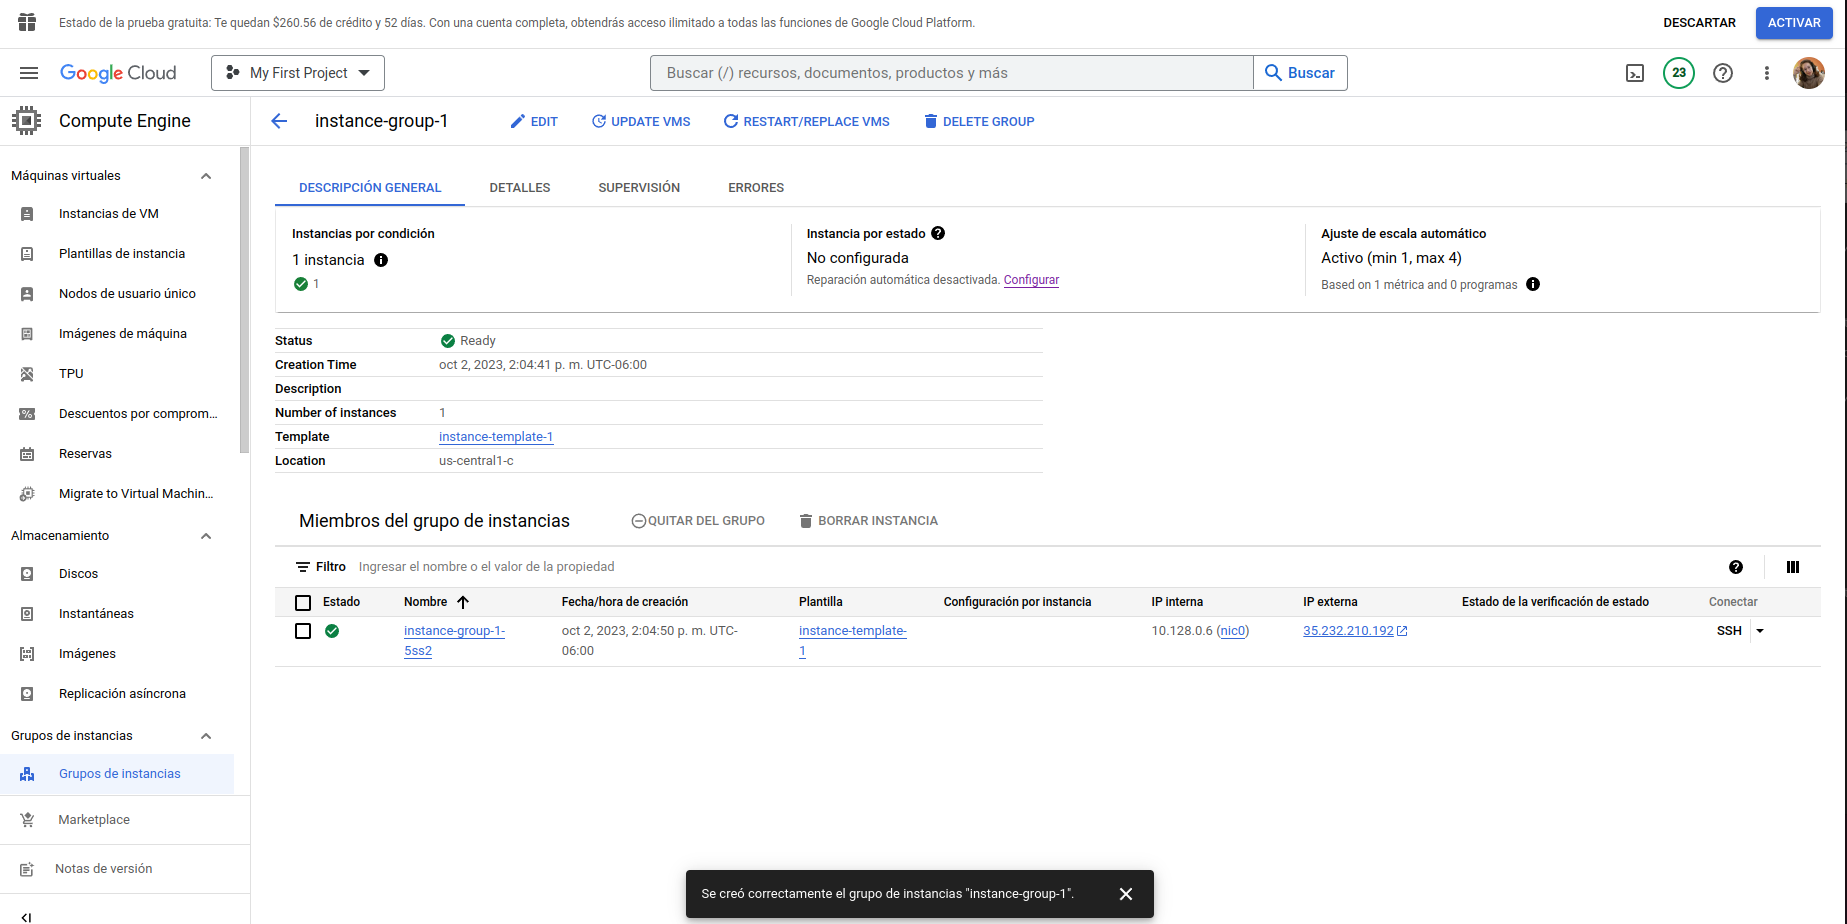 Estado de la prueba gratuita: Te quedan $260.56 de crédito y 52 días. Con una cuenta completa, obtendrás acceso ilimitado a todas las funciones de Google Cloud Platform.
DESCARTAR
ACTIVAR
Google Cloud
My First Project
Buscar (/) recursos, documentos, productos y más
Buscar
23
Compute Engine
instance-group-1
EDIT
UPDATE VMS
RESTART/REPLACE VMS
DELETE GROUP
Máquinas virtuales
Instancias de VM
Plantillas de instancia
Nodos de usuario único
Imágenes de máquina
TPU
Descuentos por comprom...
Reservas
Migrate to Virtual Machin...
Almacenamiento
Discos
Instantáneas
Imágenes
Replicación asíncrona
Grupos de instancias
Grupos de instancias
Marketplace
Notas de versión
DESCRIPCIÓN GENERAL
DETALLES
SUPERVISIÓN
ERRORES
Instancias por condición
1 instancia
1
Instancia por estado
No configurada
Reparación automática desactivada. Configurar
Ajuste de escala automático
Activo (min 1, max 4)
Based on 1 métrica and 0 programas
Status Ready
Creation Time oct 2, 2023, 2:04:41 p. m. UTC-06:00
Description
Number of instances 1
Template instance-template-1
Location us-central1-c
Miembros del grupo de instancias
QUITAR DEL GRUPO
BORRAR INSTANCIA
Filtro Ingresar el nombre o el valor de la propiedad
Estado Nombre Fecha/hora de creación Plantilla Configuración por instancia IP interna IP externa Estado de la verificación de estado Conectar
instance-group-1- oct 2, 2023, 2:04:50 p. m. UTC- instance-template- 10.128.0.6 (nic0) 35.232.210.192 SSH
5ss2 06:00 1
Se creó correctamente el grupo de instancias "instance-group-1".